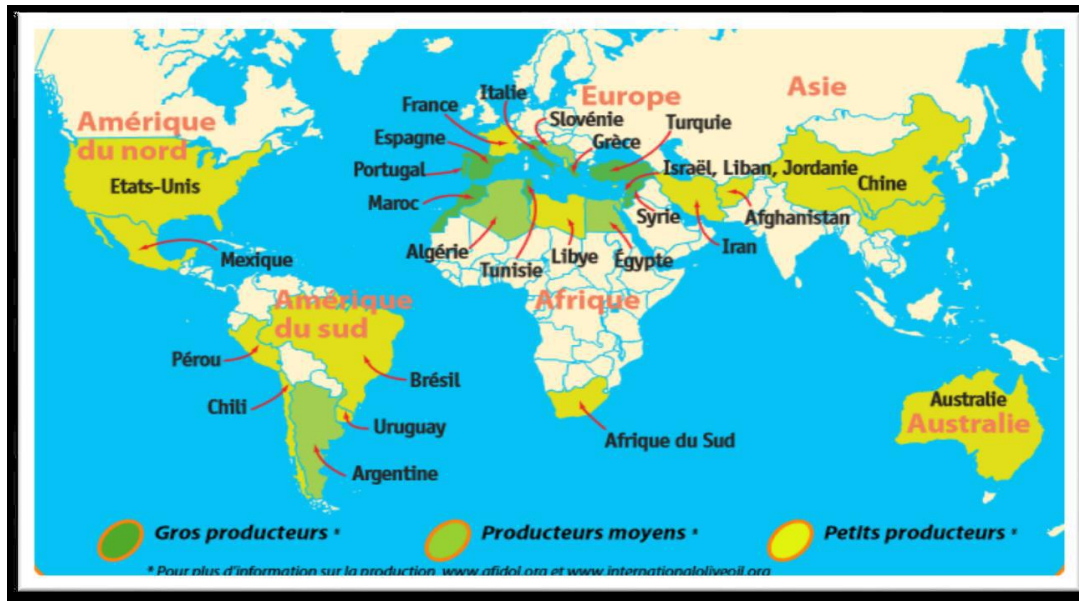 Amérique
du nord
Etats-Unis
Mexique
Amérique
du sud
Pérou
Brésil
Chili
Uruguay
Argentine
Europe
Italie
France
Slovénie
Espagne
Grèce
Turquie
Portugal
Israël, Liban, Jordanie
Maroc
Syrie
Algérie
Tunisie
Libye
Égypte
Afrique
Afrique du Sud
Asie
Chine
Afghanistan
Iran
Australie
Australie
Gros producteurs *
Producteurs moyens *
Petits producteurs *
* Pour plus d'information sur la production, www.afidol.org et www.internationaloliveoil.org